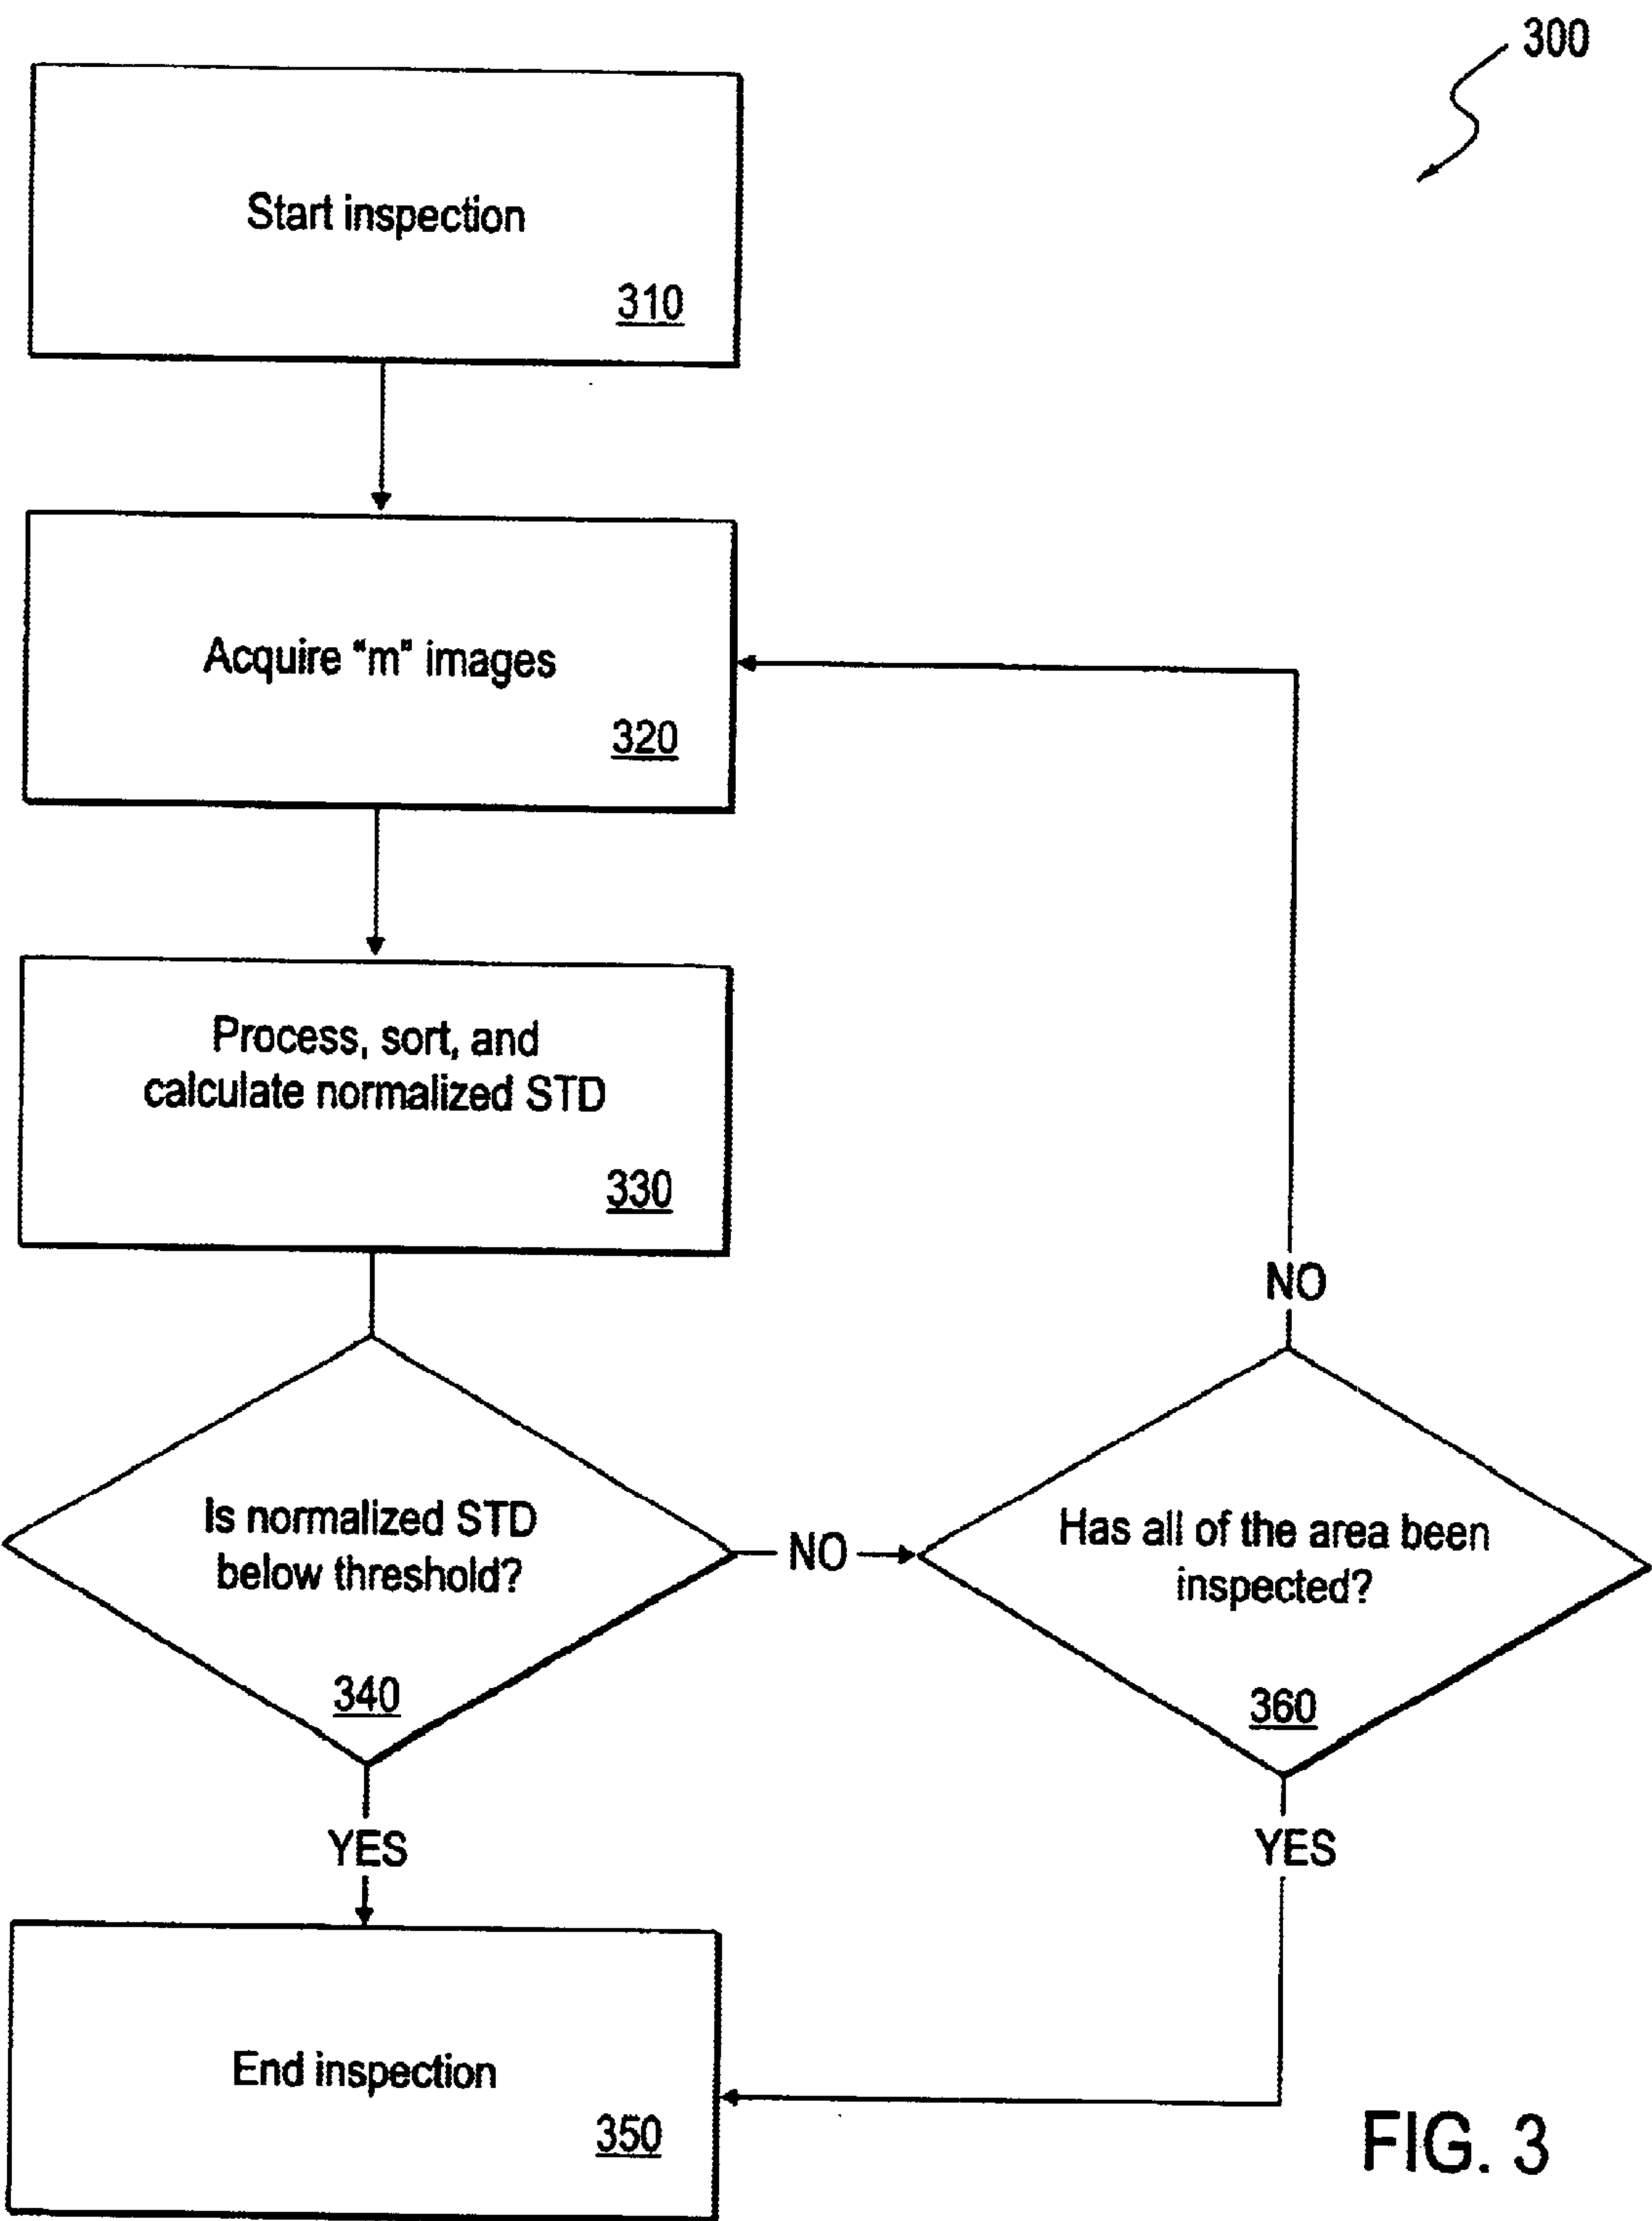 300
Start inspection
310
Acquire "m" images
320
Process, sort, and
calculate normalized STD
330
NO
Is normalized STD
below threshold?
340
NO
Has all of the area been
inspected?
360
YES
YES
End inspection
350
FIG. 3